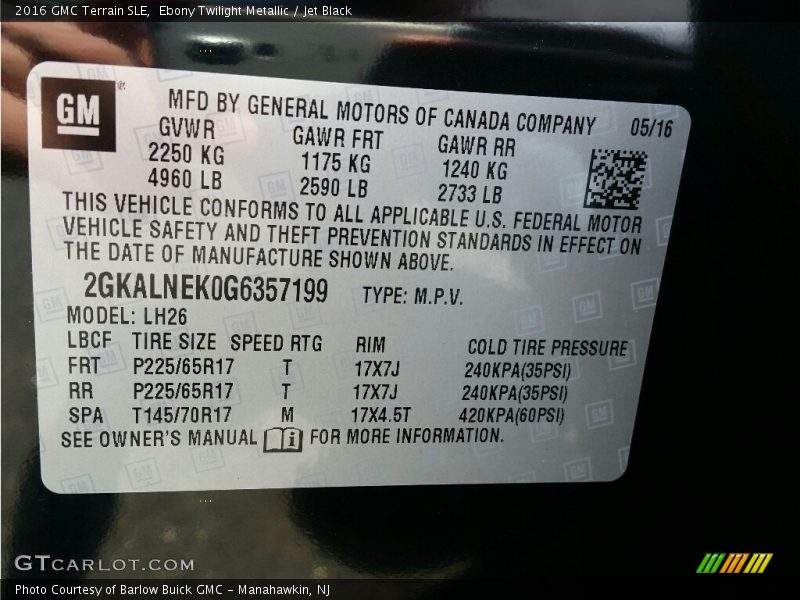 2016 GMC Terrain SLE, Ebony Twilight Metallic / Jet Black
GM
MFD BY GENERAL MOTORS OF CANADA COMPANY 05/16
GVWR GAWR FRT GAWR RR
2250 KG 1175 KG 1240 KG
4960 LB 2590 LB 2733 LB
THIS VEHICLE CONFORMS TO ALL APPLICABLE U.S. FEDERAL MOTOR
VEHICLE SAFETY AND THEFT PREVENTION STANDARDS IN EFFECT ON
THE DATE OF MANUFACTURE SHOWN ABOVE.
2GKALNEK0G6357199 TYPE: M.P.V.
MODEL: LH26
LBCF TIRE SIZE SPEED RTG RIM COLD TIRE PRESSURE
FRT P225/65R17 T 17X7J 240KPA(35PSI)
RR P225/65R17 T 17X7J 240KPA(35PSI)
SPA T145/70R17 M 17X4.5T 420KPA(60PSI)
SEE OWNER'S MANUAL FOR MORE INFORMATION.
GTCARLOT.COM
Photo Courtesy of Barlow Buick GMC - Manahawkin, NJ